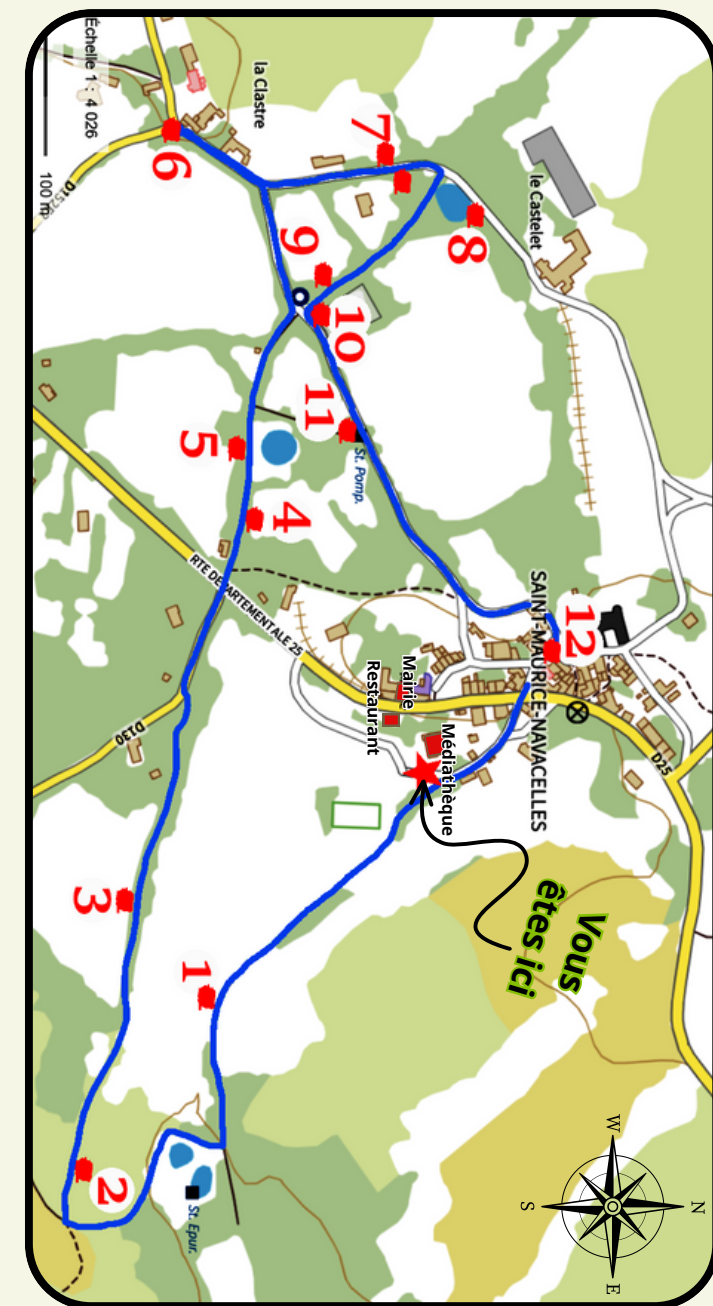 Échelle 1 : 4 026
100 m
la Clastre
6
7
le Castelet
8
9
10
11
St. Pomp.
5
4
RTE DEPARTEMENTALE 25
SAINT-MAURICE-NAVACELLES
12
Mairie
Restaurant
Médiathèque
D25
D130
Vous
êtes ici
3
1
2
St. Epur.
W
N
S
E